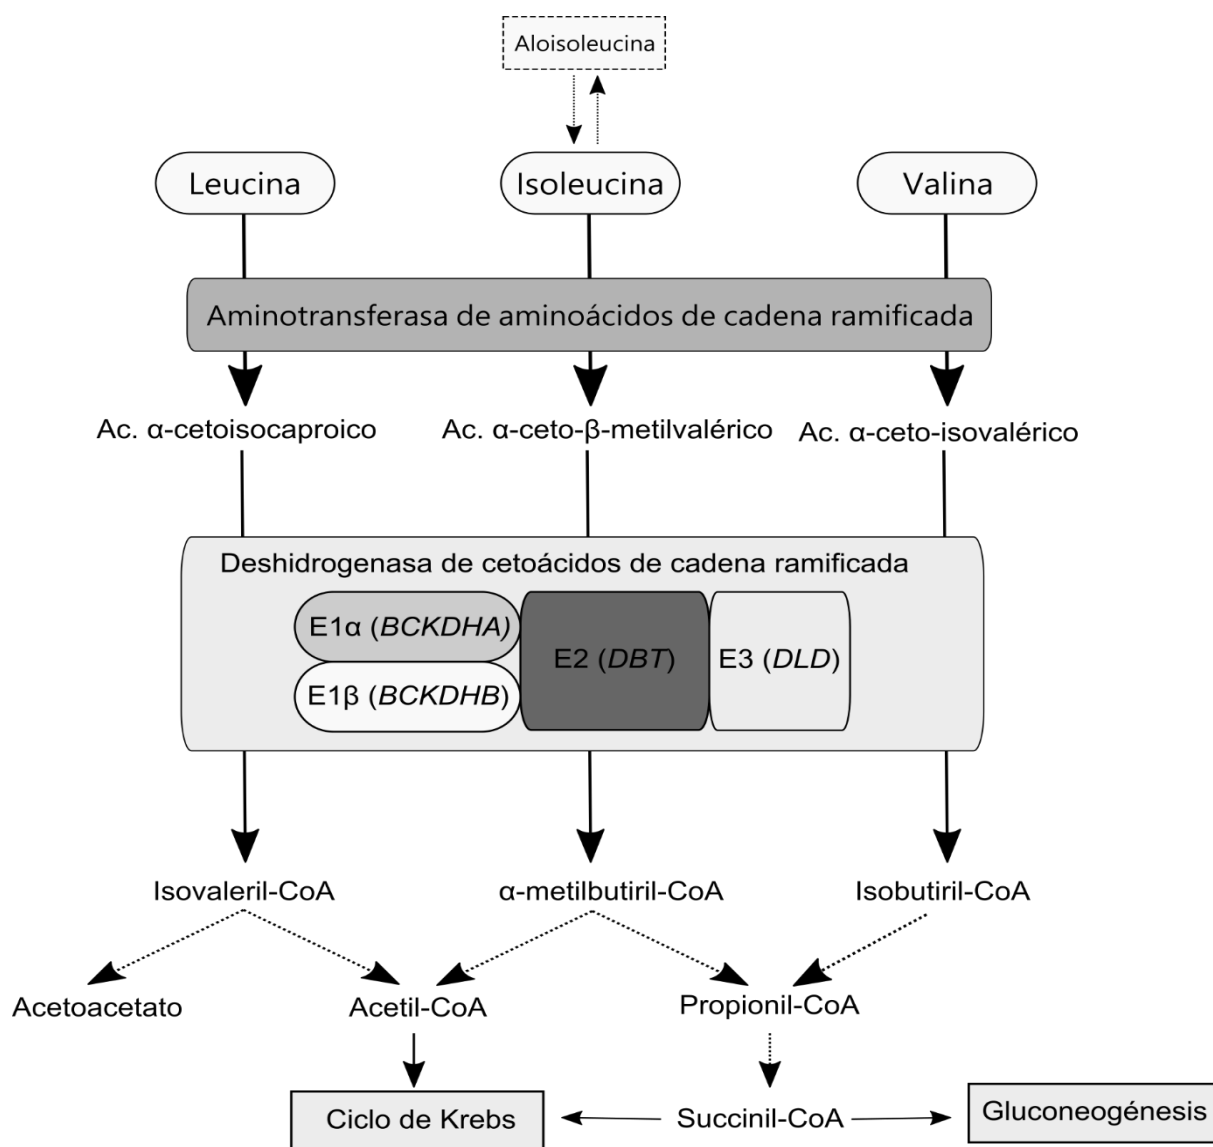 Aloisoleucina
Leucina
Isoleucina
Valina
Aminotransferasa de aminoácidos de cadena ramificada
Ac. α-cetoisocaproico
Ac. α-ceto-β-metilvalérico
Ac. α-ceto-isovalérico
Deshidrogenasa de cetoácidos de cadena ramificada
E1α (BCKDHA)
E1β (BCKDHB)
E2 (DBT)
E3 (DLD)
Isovaleril-CoA
α-metilbutiril-CoA
Isobutiril-CoA
Acetoacetato
Acetil-CoA
Propionil-CoA
Ciclo de Krebs
Succinil-CoA
Gluconeogénesis